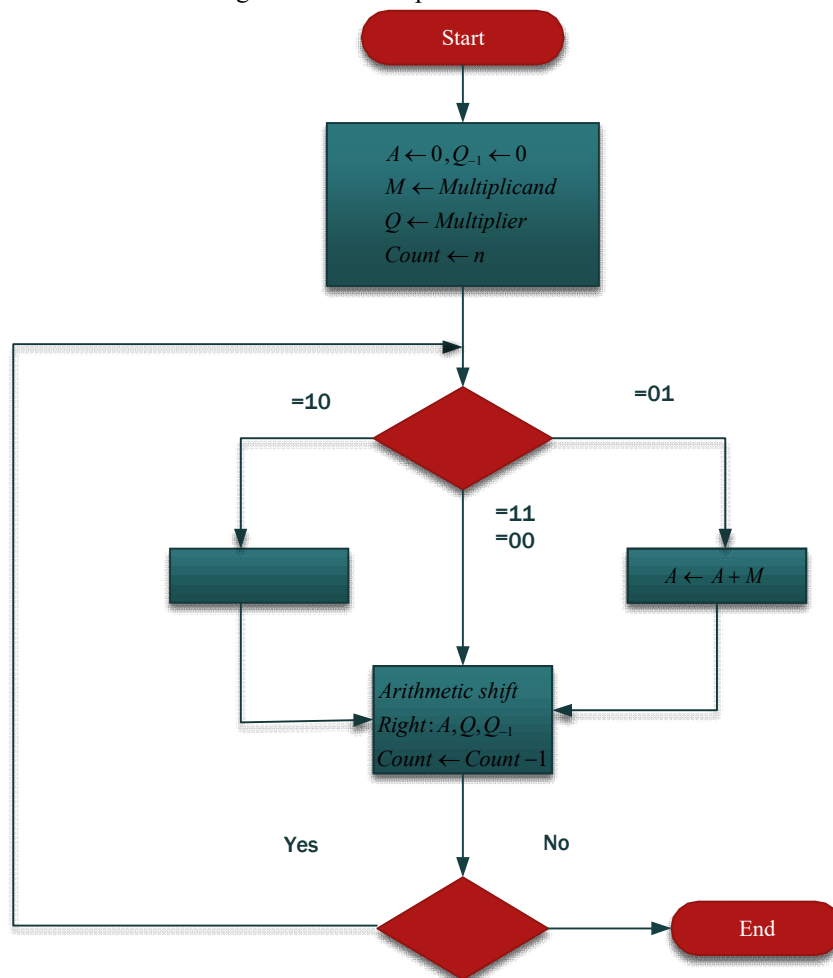 Start
A ← 0, Q₋₁ ← 0
M ← Multiplicand
Q ← Multiplier
Count ← n
=10
=01
=11
=00
A ← A + M
Arithmetic shift
Right: A, Q, Q₋₁
Count ← Count −1
Yes
No
End